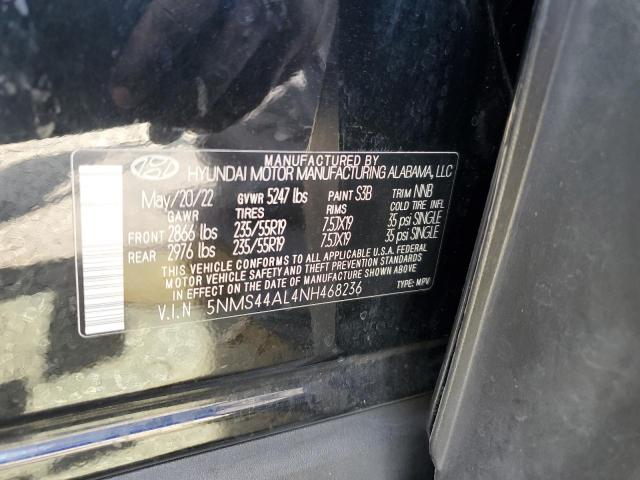 MANUFACTURED BY
HYUNDAI MOTOR MANUFACTURING ALABAMA, LLC
May/20/22 GVWR 5247 lbs PAINT S3B TRIM NNB
GAWR TIRES RIMS COLD TIRE INFL
FRONT 2866 lbs 235/55R19 7.5JX19 35 psi SINGLE
REAR 2976 lbs 235/55R19 7.5JX19 35 psi SINGLE
THIS VEHICLE CONFORMS TO ALL APPLICABLE U.S.A. FEDERAL
MOTOR VEHICLE SAFETY, BUMPER, AND THEFT PREVENTION STANDARDS
IN EFFECT ON THE DATE OF MANUFACTURE SHOWN ABOVE.
V.I.N 5NMS44AL4NH468236 TYPE: MPV